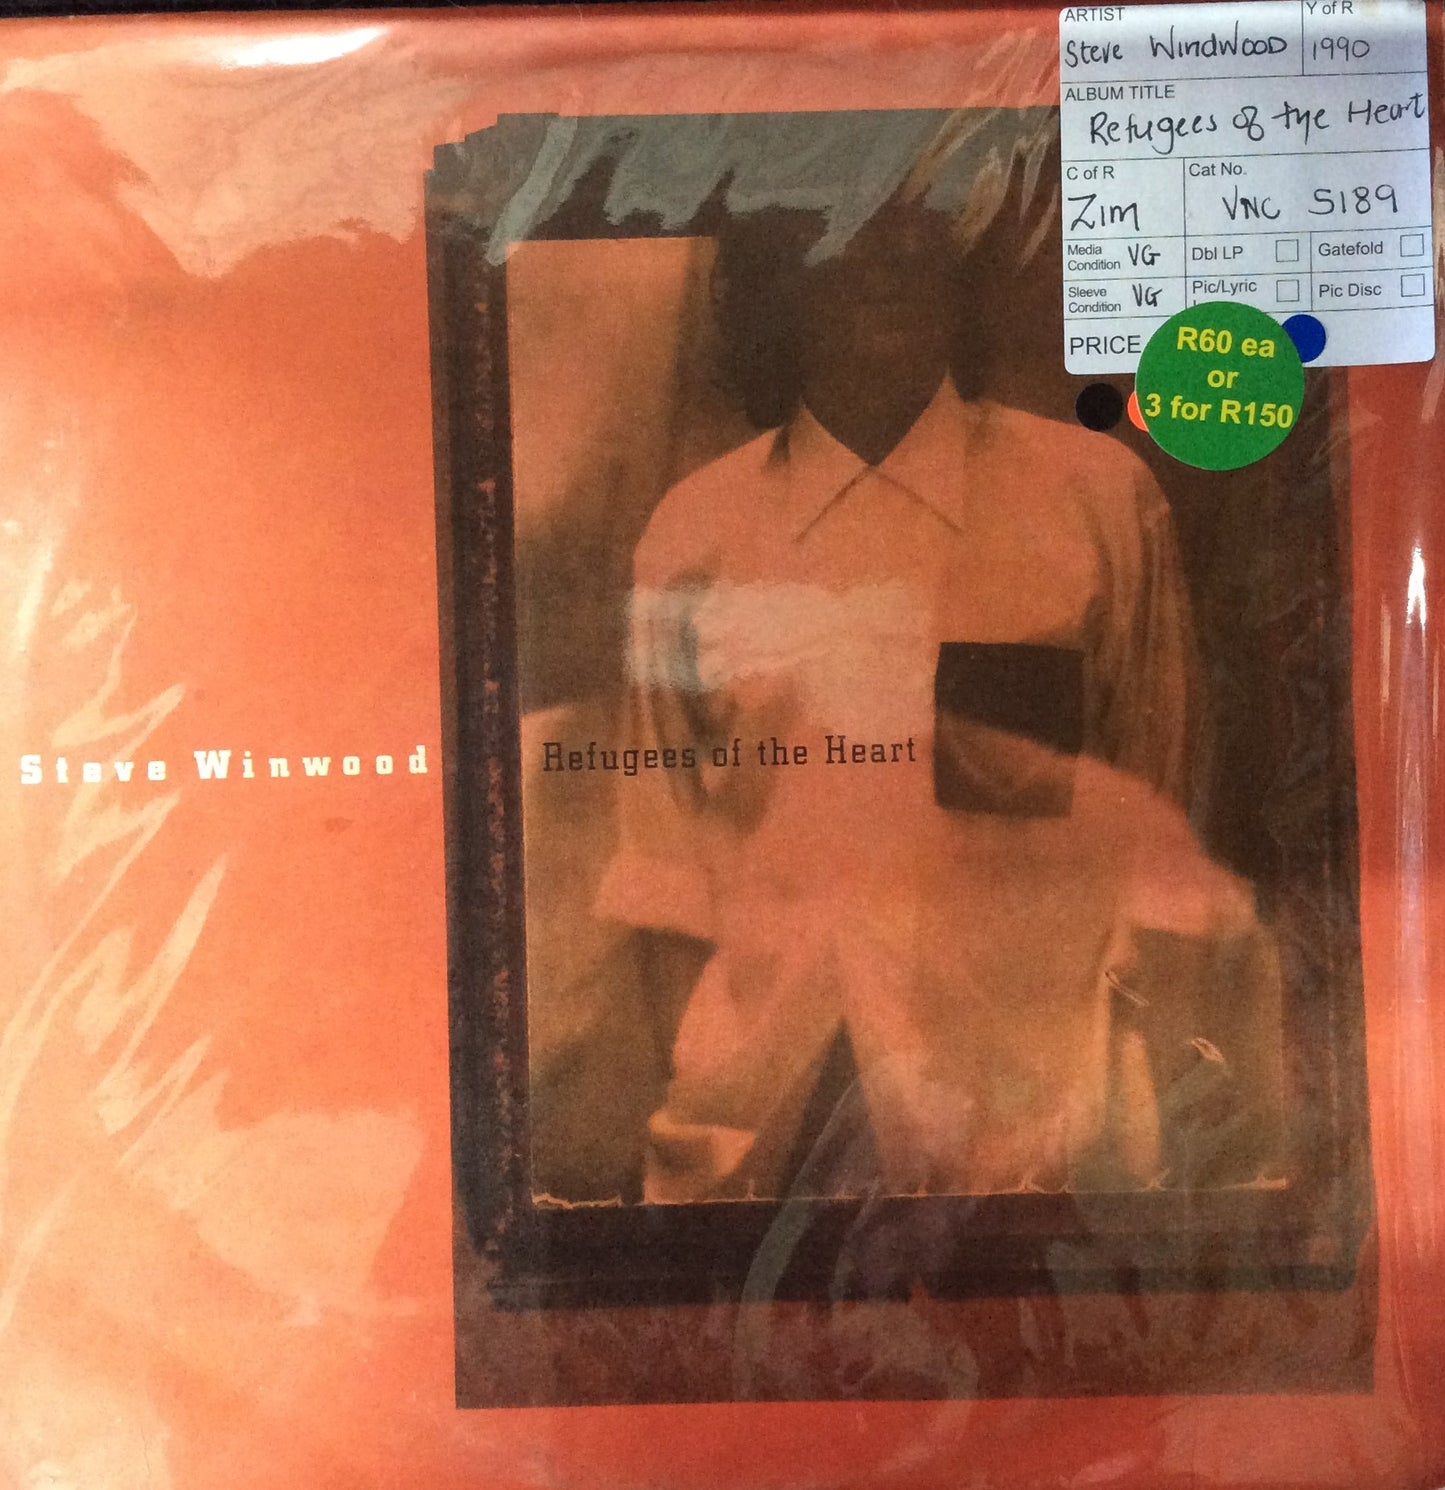 ARTIST
Steve WindWood
Y of R
1990
ALBUM TITLE
Refugees of tye Heart
C of R
Zim
Cat No.
VNC 5189
Media
Condition VG
Dbl LP
Gatefold
Sleeve
Condition VG
Pic/Lyric
Pic Disc
PRICE
R60 ea
or
3 for R150
Steve Winwood
Refugees of the Heart